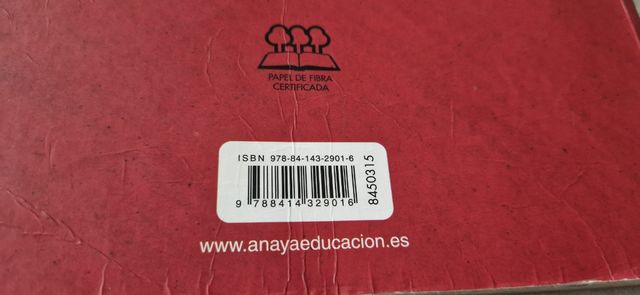 PAPEL DE FIBRA
CERTIFICADA
ISBN 978-84-143-2901-6
9 788414 329016
8450315
www.anayaeducacion.es